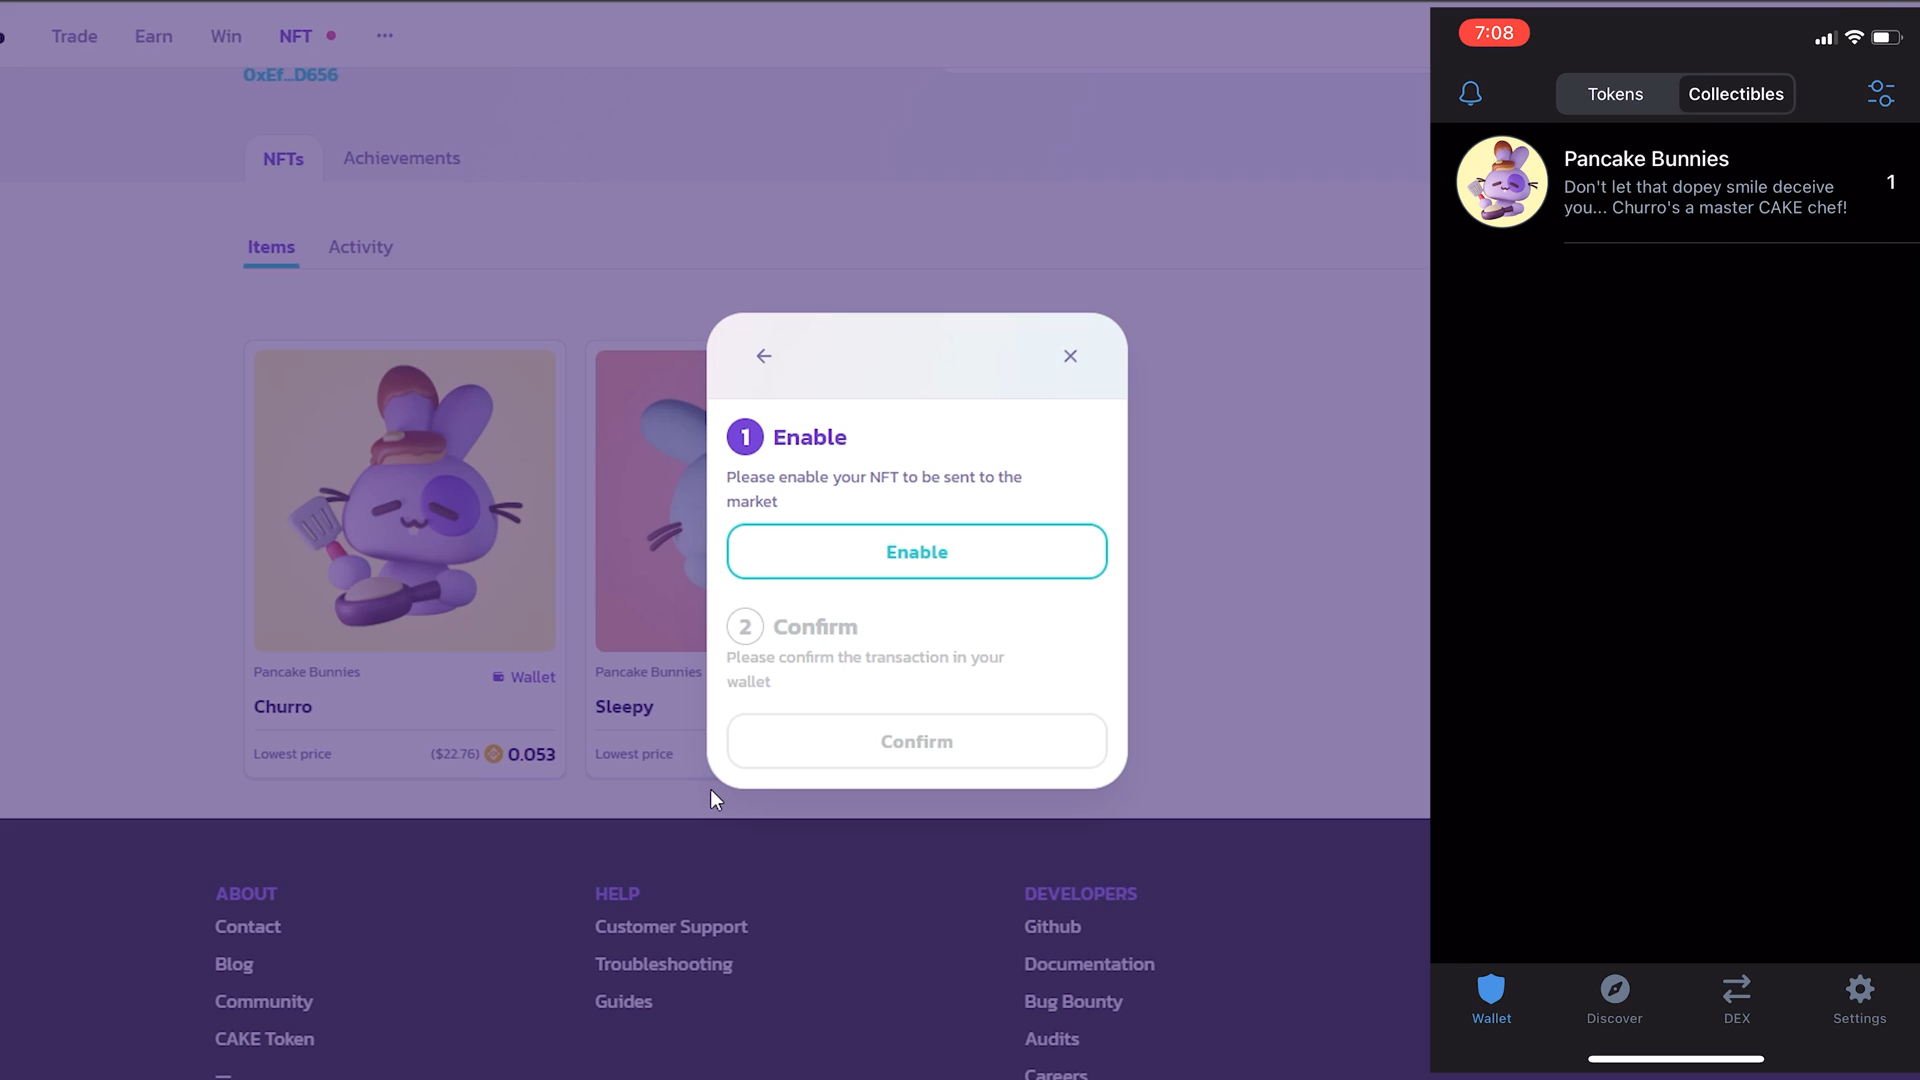 Trade Earn Win NFT ...
0xEf...D656
NFTs Achievements
Items Activity
Pancake Bunnies
Wallet
Churro
Lowest price ($22.76) 0.053
Pancake Bunnies
Sleepy
Lowest price
1 Enable
Please enable your NFT to be sent to the
market
Enable
2 Confirm
Please confirm the transaction in your
wallet
Confirm
ABOUT
Contact
Blog
Community
CAKE Token
HELP
Customer Support
Troubleshooting
Guides
DEVELOPERS
Github
Documentation
Bug Bounty
Audits
Careers
7:08
Tokens Collectibles
Pancake Bunnies
Don't let that dopey smile deceive
you... Churro's a master CAKE chef!
1
Wallet Discover DEX Settings